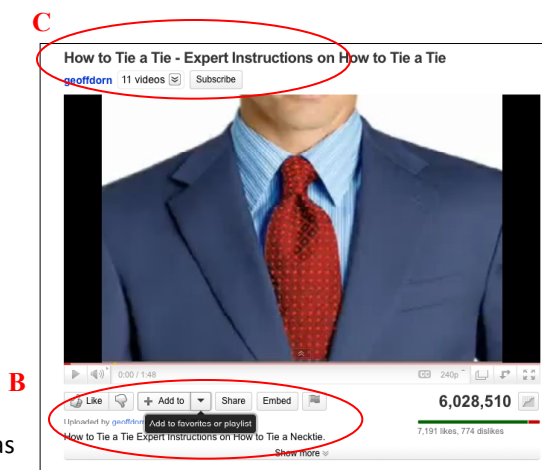 C
How to Tie a Tie - Expert Instructions on How to Tie a Tie
geoffdorn 11 videos Subscribe
0:00 / 1:48 CC 240p
B
Like Add to Share Embed 6,028,510
Uploaded by geoffdorn
Add to favorites or playlist
7,191 likes, 774 dislikes
How to Tie a Tie Expert Instructions on How to Tie a Necktie.
as
Show more